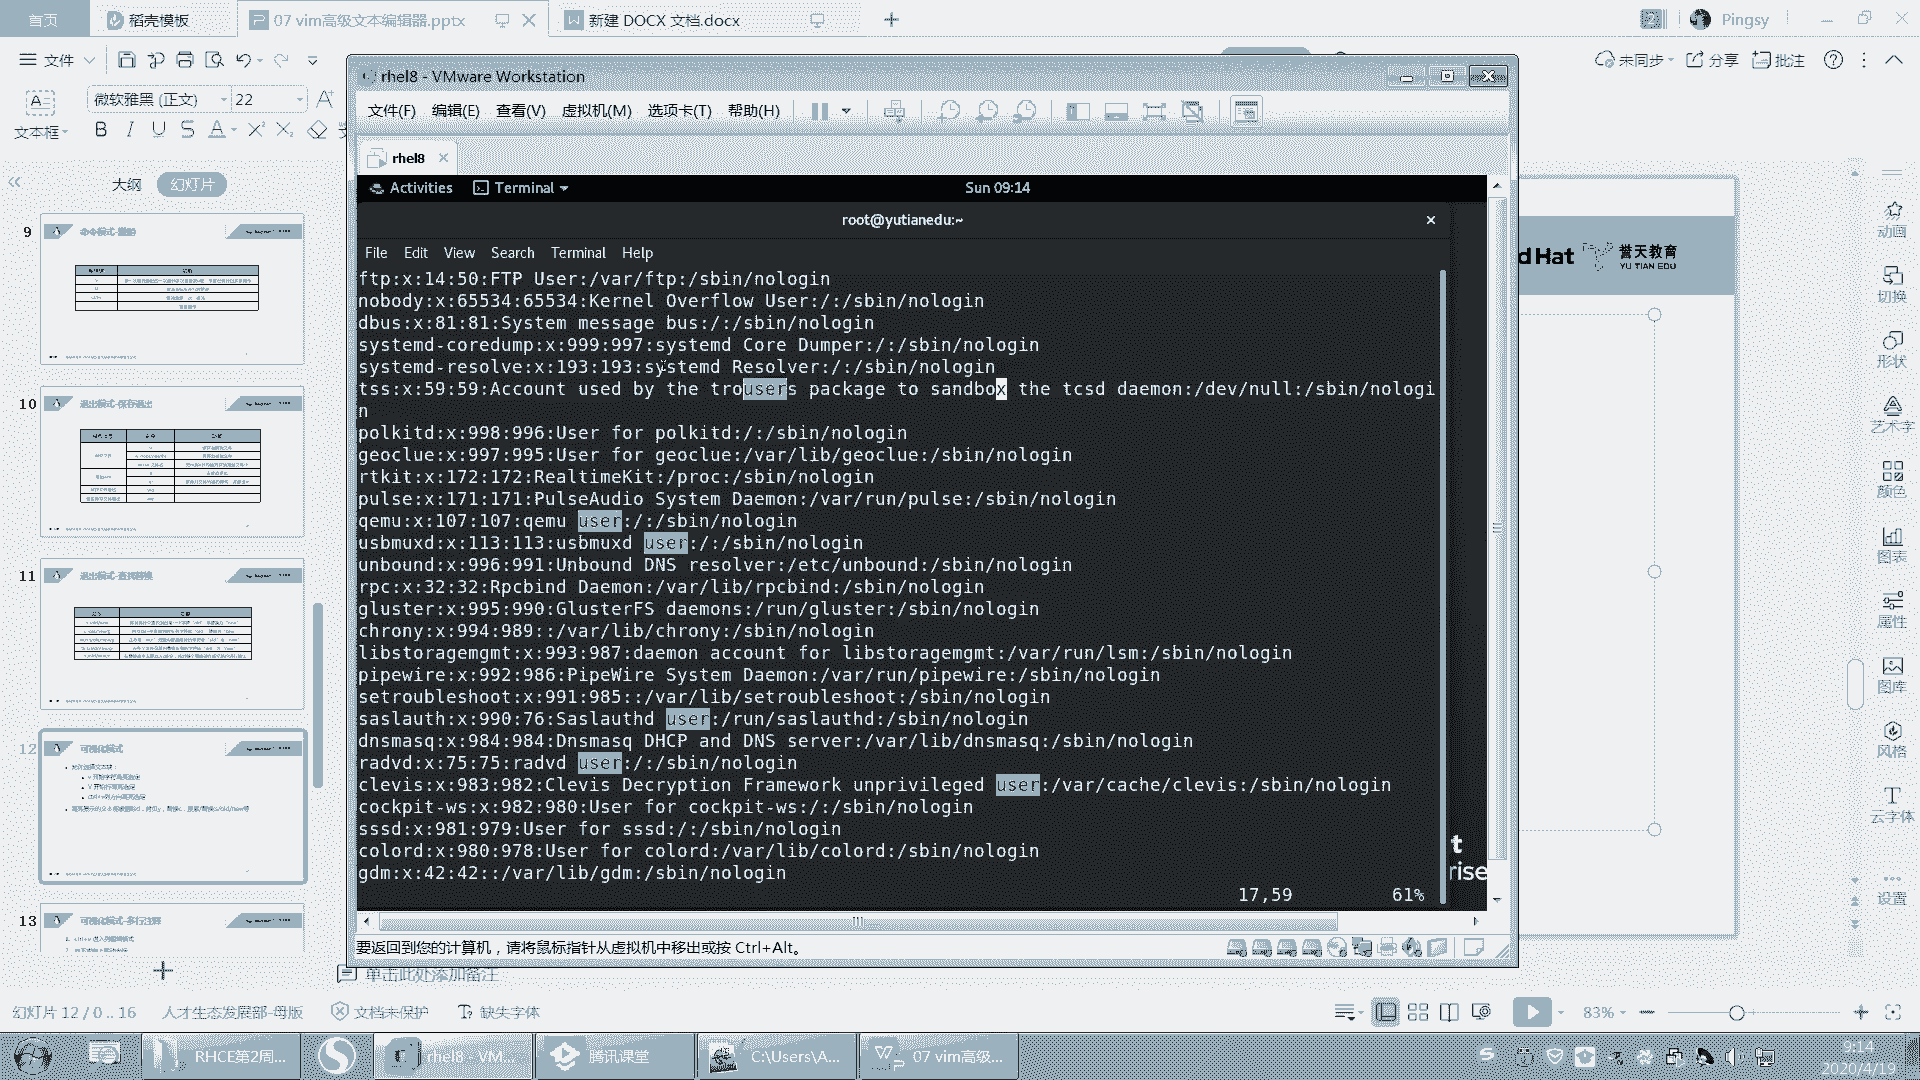 首页
稻壳模板
07 vim高级文本编辑器.pptx
新建 DOCX 文档.docx
Pingsy
文件
未同步
分享
批注
文本框
微软雅黑 (正文)
22
大纲
幻灯片
rhel8 - VMware Workstation
文件(F) 编辑(E) 查看(V) 虚拟机(M) 选项卡(T) 帮助(H)
rhel8
Activities
Terminal
Sun 09:14
root@yutianedu:~
File Edit View Search Terminal Help
ftp:x:14:50:FTP User:/var/ftp:/sbin/nologin
nobody:x:65534:65534:Kernel Overflow User:/:/sbin/nologin
dbus:x:81:81:System message bus:/:/sbin/nologin
systemd-coredump:x:999:997:systemd Core Dumper:/:/sbin/nologin
systemd-resolve:x:193:193:systemd Resolver:/:/sbin/nologin
tss:x:59:59:Account used by the trousers package to sandbox the tcsd daemon:/dev/null:/sbin/nologi
n
polkitd:x:998:996:User for polkitd:/:/sbin/nologin
geoclue:x:997:995:User for geoclue:/var/lib/geoclue:/sbin/nologin
rtkit:x:172:172:RealtimeKit:/proc:/sbin/nologin
pulse:x:171:171:PulseAudio System Daemon:/var/run/pulse:/sbin/nologin
qemu:x:107:107:qemu user:/:/sbin/nologin
usbmuxd:x:113:113:usbmuxd user:/:/sbin/nologin
unbound:x:996:991:Unbound DNS resolver:/etc/unbound:/sbin/nologin
rpc:x:32:32:Rpcbind Daemon:/var/lib/rpcbind:/sbin/nologin
gluster:x:995:990:GlusterFS daemons:/run/gluster:/sbin/nologin
chrony:x:994:989::/var/lib/chrony:/sbin/nologin
libstoragemgmt:x:993:987:daemon account for libstoragemgmt:/var/run/lsm:/sbin/nologin
pipewire:x:992:986:PipeWire System Daemon:/var/run/pipewire:/sbin/nologin
setroubleshoot:x:991:985::/var/lib/setroubleshoot:/sbin/nologin
saslauth:x:990:76:Saslauthd user:/run/saslauthd:/sbin/nologin
dnsmasq:x:984:984:Dnsmasq DHCP and DNS server:/var/lib/dnsmasq:/sbin/nologin
radvd:x:75:75:radvd user:/:/sbin/nologin
clevis:x:983:982:Clevis Decryption Framework unprivileged user:/var/cache/clevis:/sbin/nologin
cockpit-ws:x:982:980:User for cockpit-ws:/:/sbin/nologin
sssd:x:981:979:User for sssd:/:/sbin/nologin
colord:x:980:978:User for colord:/var/lib/colord:/sbin/nologin
gdm:x:42:42::/var/lib/gdm:/sbin/nologin
17,59
61%
要返回到您的计算机，请将鼠标指针从虚拟机中移出或按 Ctrl+Alt。
单击此处添加备注
d Hat
誉天教育
YU TIAN EDU
t
rise
9
10
11
12
可视化模式
13
动画
切换
形状
艺术字
颜色
图表
属性
图库
风格
云字体
设置
幻灯片 12 / 0 .. 16
人才生态发展部-母版
文档未保护
缺失字体
83%
RHCE第2周...
rhel8 - VM...
腾讯课堂
C:\Users\A...
07 vim高级...
9:14
2020/4/19